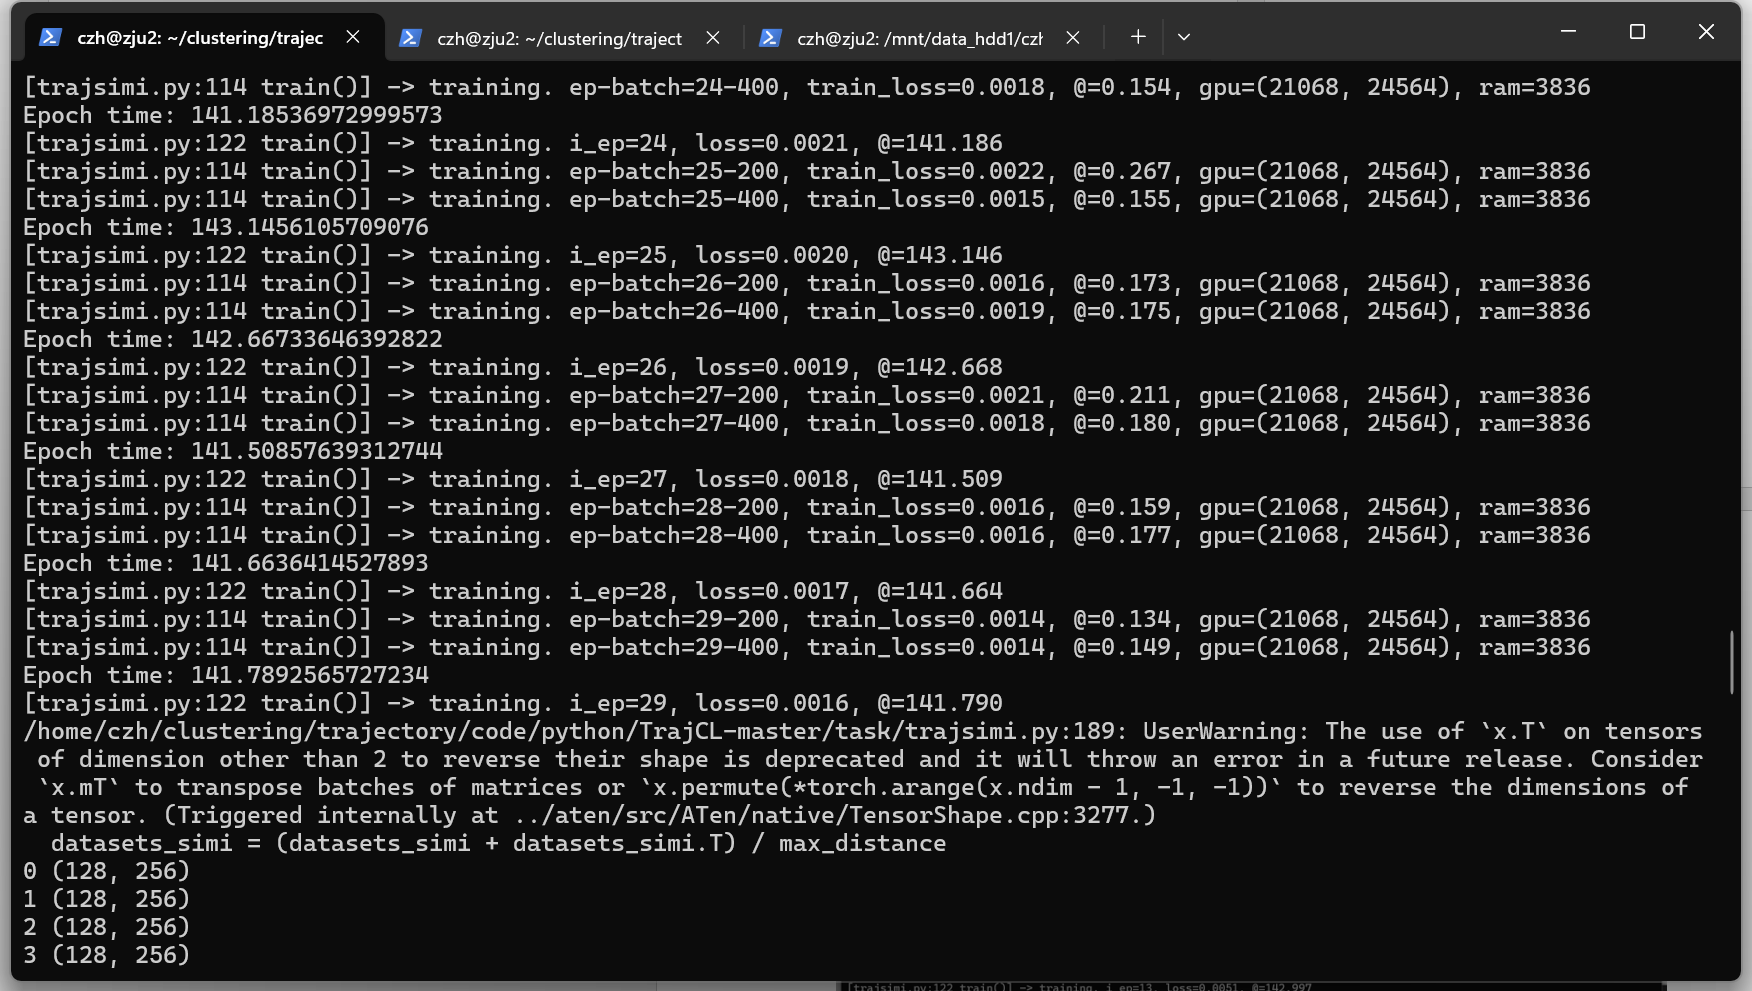 czh@zju2: ~/clustering/trajec
czh@zju2: ~/clustering/traject
czh@zju2: /mnt/data_hdd1/czh
[trajsimi.py:114 train()] -> training. ep-batch=24-400, train_loss=0.0018, @=0.154, gpu=(21068, 24564), ram=3836
Epoch time: 141.18536972999573
[trajsimi.py:122 train()] -> training. i_ep=24, loss=0.0021, @=141.186
[trajsimi.py:114 train()] -> training. ep-batch=25-200, train_loss=0.0022, @=0.267, gpu=(21068, 24564), ram=3836
[trajsimi.py:114 train()] -> training. ep-batch=25-400, train_loss=0.0015, @=0.155, gpu=(21068, 24564), ram=3836
Epoch time: 143.1456105709076
[trajsimi.py:122 train()] -> training. i_ep=25, loss=0.0020, @=143.146
[trajsimi.py:114 train()] -> training. ep-batch=26-200, train_loss=0.0016, @=0.173, gpu=(21068, 24564), ram=3836
[trajsimi.py:114 train()] -> training. ep-batch=26-400, train_loss=0.0019, @=0.175, gpu=(21068, 24564), ram=3836
Epoch time: 142.66733646392822
[trajsimi.py:122 train()] -> training. i_ep=26, loss=0.0019, @=142.668
[trajsimi.py:114 train()] -> training. ep-batch=27-200, train_loss=0.0021, @=0.211, gpu=(21068, 24564), ram=3836
[trajsimi.py:114 train()] -> training. ep-batch=27-400, train_loss=0.0018, @=0.180, gpu=(21068, 24564), ram=3836
Epoch time: 141.50857639312744
[trajsimi.py:122 train()] -> training. i_ep=27, loss=0.0018, @=141.509
[trajsimi.py:114 train()] -> training. ep-batch=28-200, train_loss=0.0016, @=0.159, gpu=(21068, 24564), ram=3836
[trajsimi.py:114 train()] -> training. ep-batch=28-400, train_loss=0.0016, @=0.177, gpu=(21068, 24564), ram=3836
Epoch time: 141.6636414527893
[trajsimi.py:122 train()] -> training. i_ep=28, loss=0.0017, @=141.664
[trajsimi.py:114 train()] -> training. ep-batch=29-200, train_loss=0.0014, @=0.134, gpu=(21068, 24564), ram=3836
[trajsimi.py:114 train()] -> training. ep-batch=29-400, train_loss=0.0014, @=0.149, gpu=(21068, 24564), ram=3836
Epoch time: 141.7892565727234
[trajsimi.py:122 train()] -> training. i_ep=29, loss=0.0016, @=141.790
/home/czh/clustering/trajectory/code/python/TrajCL-master/task/trajsimi.py:189: UserWarning: The use of `x.T` on tensors
 of dimension other than 2 to reverse their shape is deprecated and it will throw an error in a future release. Consider
 `x.mT` to transpose batches of matrices or `x.permute(*torch.arange(x.ndim - 1, -1, -1))` to reverse the dimensions of
a tensor. (Triggered internally at ../aten/src/ATen/native/TensorShape.cpp:3277.)
  datasets_simi = (datasets_simi + datasets_simi.T) / max_distance
0 (128, 256)
1 (128, 256)
2 (128, 256)
3 (128, 256)
[trajsimi.py:122 train()] -> training. i_ep=13, loss=0.0051, @=142.997